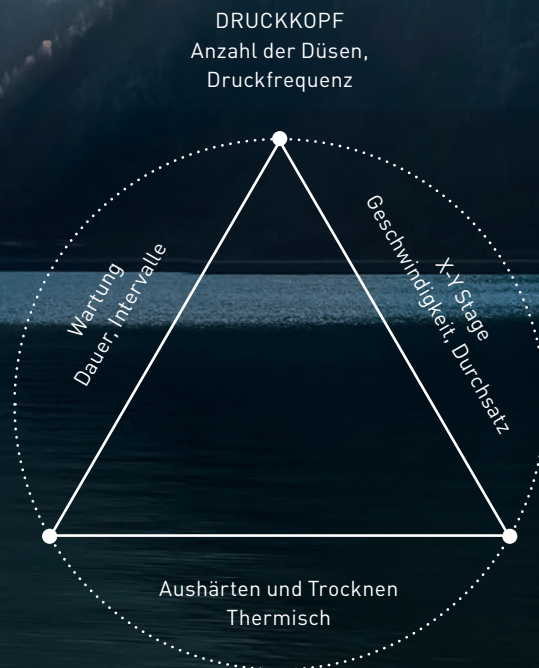 DRUCKKOPF
Anzahl der Düsen,
Druckfrequenz
Wartung
Dauer, Intervalle
X-Y Stage
Geschwindigkeit, Durchsatz
Aushärten und Trocknen
Thermisch